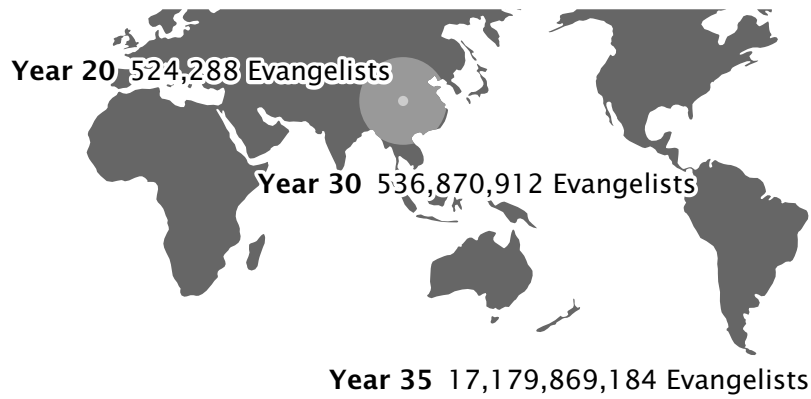 Year 20 524,288 Evangelists
Year 30 536,870,912 Evangelists
Year 35 17,179,869,184 Evangelists